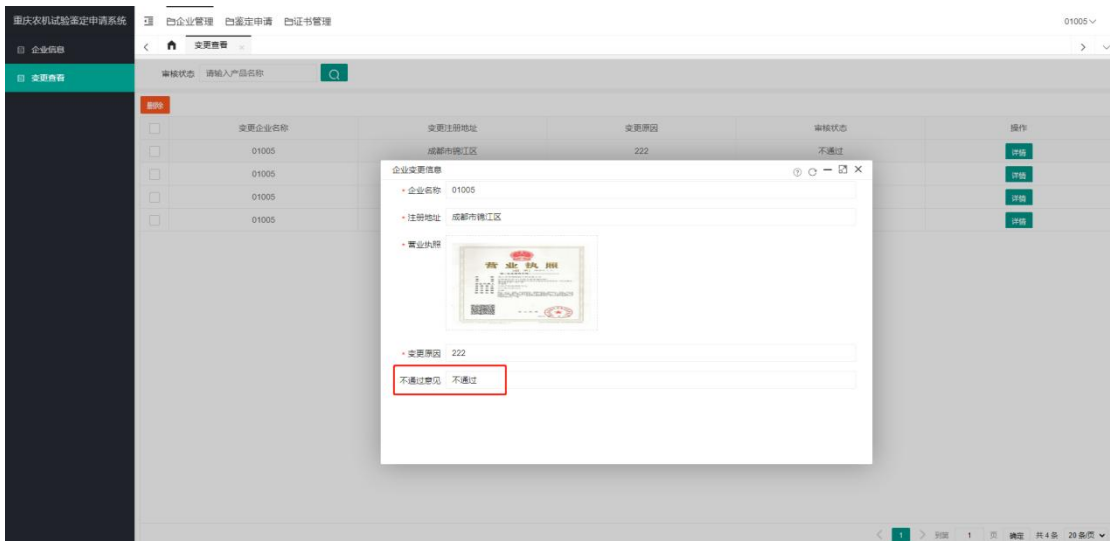 重庆农机试验鉴定申请系统 企业管理 鉴定申请 证书管理 01005
企业信息 变更查看
变更查看 审核状态 请输入产品名称
删除
变更企业名称 变更注册地址 变更原因 审核状态 操作
01005 成都市锦江区 222 不通过 详情
01005 详情
01005 详情
01005 详情
企业变更信息
* 企业名称 01005
* 注册地址 成都市锦江区
* 营业执照
营业执照
* 变更原因 222
不通过意见 不通过
1 到第 1 页 确定 共 4 条 20 条/页